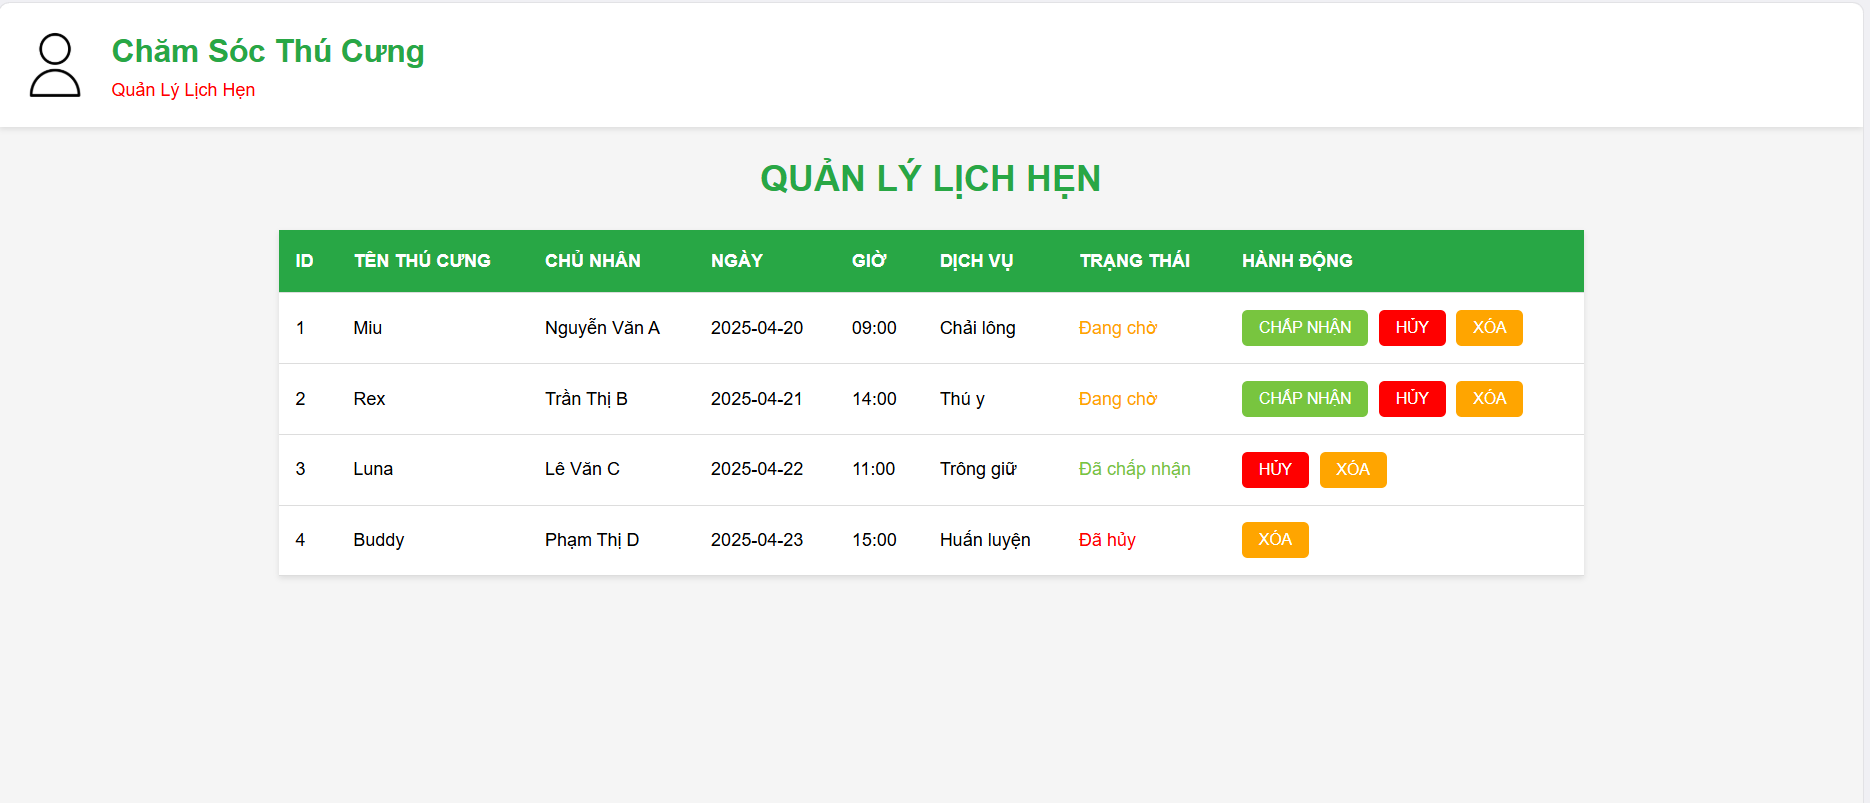 Chăm Sóc Thú Cưng
Quản Lý Lịch Hẹn
QUẢN LÝ LỊCH HẸN
ID TÊN THÚ CƯNG CHỦ NHÂN NGÀY GIỜ DỊCH VỤ TRẠNG THÁI HÀNH ĐỘNG
1 Miu Nguyễn Văn A 2025-04-20 09:00 Chải lông Đang chờ CHẤP NHẬN HỦY XÓA
2 Rex Trần Thị B 2025-04-21 14:00 Thú y Đang chờ CHẤP NHẬN HỦY XÓA
3 Luna Lê Văn C 2025-04-22 11:00 Trông giữ Đã chấp nhận HỦY XÓA
4 Buddy Phạm Thị D 2025-04-23 15:00 Huấn luyện Đã hủy XÓA